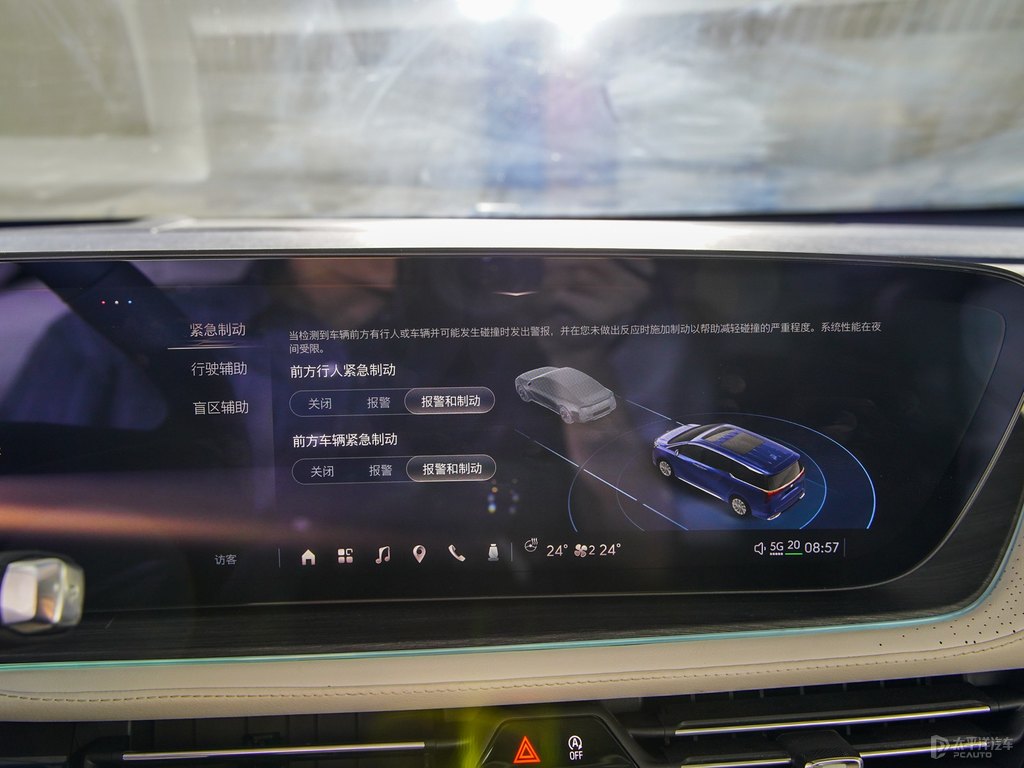 紧急制动
行驶辅助
盲区辅助
当检测到车辆前方有行人或车辆并可能发生碰撞时发出警报，并在您未做出反应时施加制动以帮助减轻碰撞的严重程度。系统性能在夜
间受限。
前方行人紧急制动
关闭 报警 报警和制动
前方车辆紧急制动
关闭 报警 报警和制动
访客
24° 2 24°
5G 20 08:57
A
OFF
太平洋汽车
PCAUTO